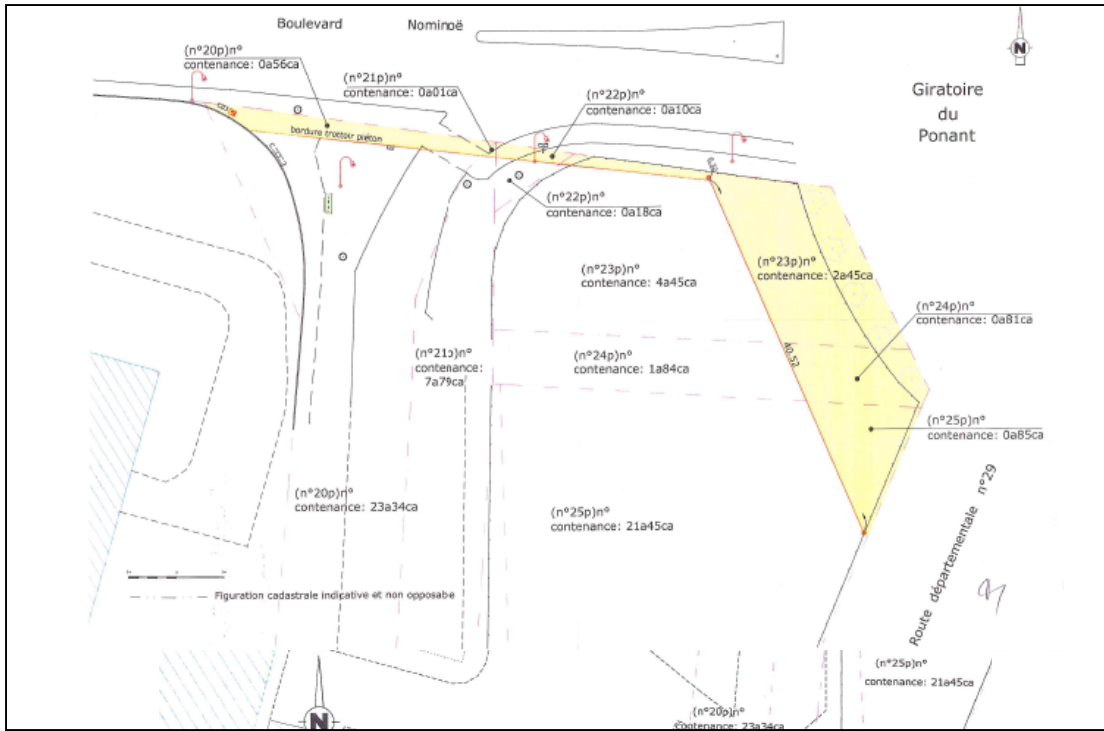 Boulevard Nominoë
N
(n°20p)n°
contenance: 0a56ca
(n°21p)n°
contenance: 0a01ca
(n°22p)n°
contenance: 0a10ca
Giratoire
du
Ponant
bordure trottoir piéton
(n°22p)n°
contenance: 0a18ca
(n°23p)n°
contenance: 4a45ca
(n°23p)n°
contenance: 2a45ca
(n°24p)n°
contenance: 0a81ca
40.52
(n°21p)n°
contenance:
7a79ca
(n°24p)n°
contenance: 1a84ca
(n°25p)n°
contenance: 0a85ca
(n°20p)n°
contenance: 23a34ca
(n°25p)n°
contenance: 21a45ca
Route départementale n°29
Figuration cadastrale indicative et non opposabe
(n°25p)n°
contenance: 21a45ca
N
(n°20p)n°
contenance: 23a34ca